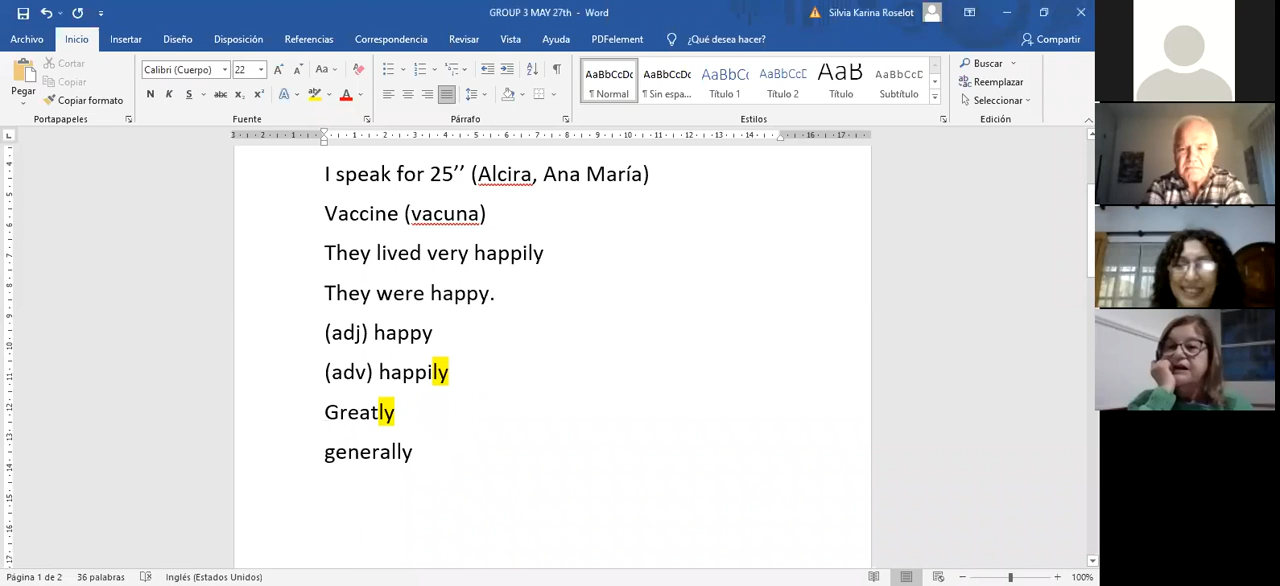 GROUP 3 MAY 27th - Word
Silvia Karina Roselot
Archivo Inicio Insertar Diseño Disposición Referencias Correspondencia Revisar Vista Ayuda PDFelement ¿Qué desea hacer? Compartir
Pegar
Cortar
Copiar
Copiar formato
Portapapeles
Calibri (Cuerpo) 22
N K S abc x₂ x²
Fuente
Párrafo
AaBbCcDc AaBbCcDc AaBbCc AaBbCcD AaB AaBbCcD
¶ Normal ¶ Sin espa... Título 1 Título 2 Título Subtítulo
Estilos
Buscar
Reemplazar
Seleccionar
Edición
I speak for 25’’ (Alcira, Ana María)
Vaccine (vacuna)
They lived very happily
They were happy.
(adj) happy
(adv) happily
Greatly
generally
Página 1 de 2 36 palabras Inglés (Estados Unidos) 100%